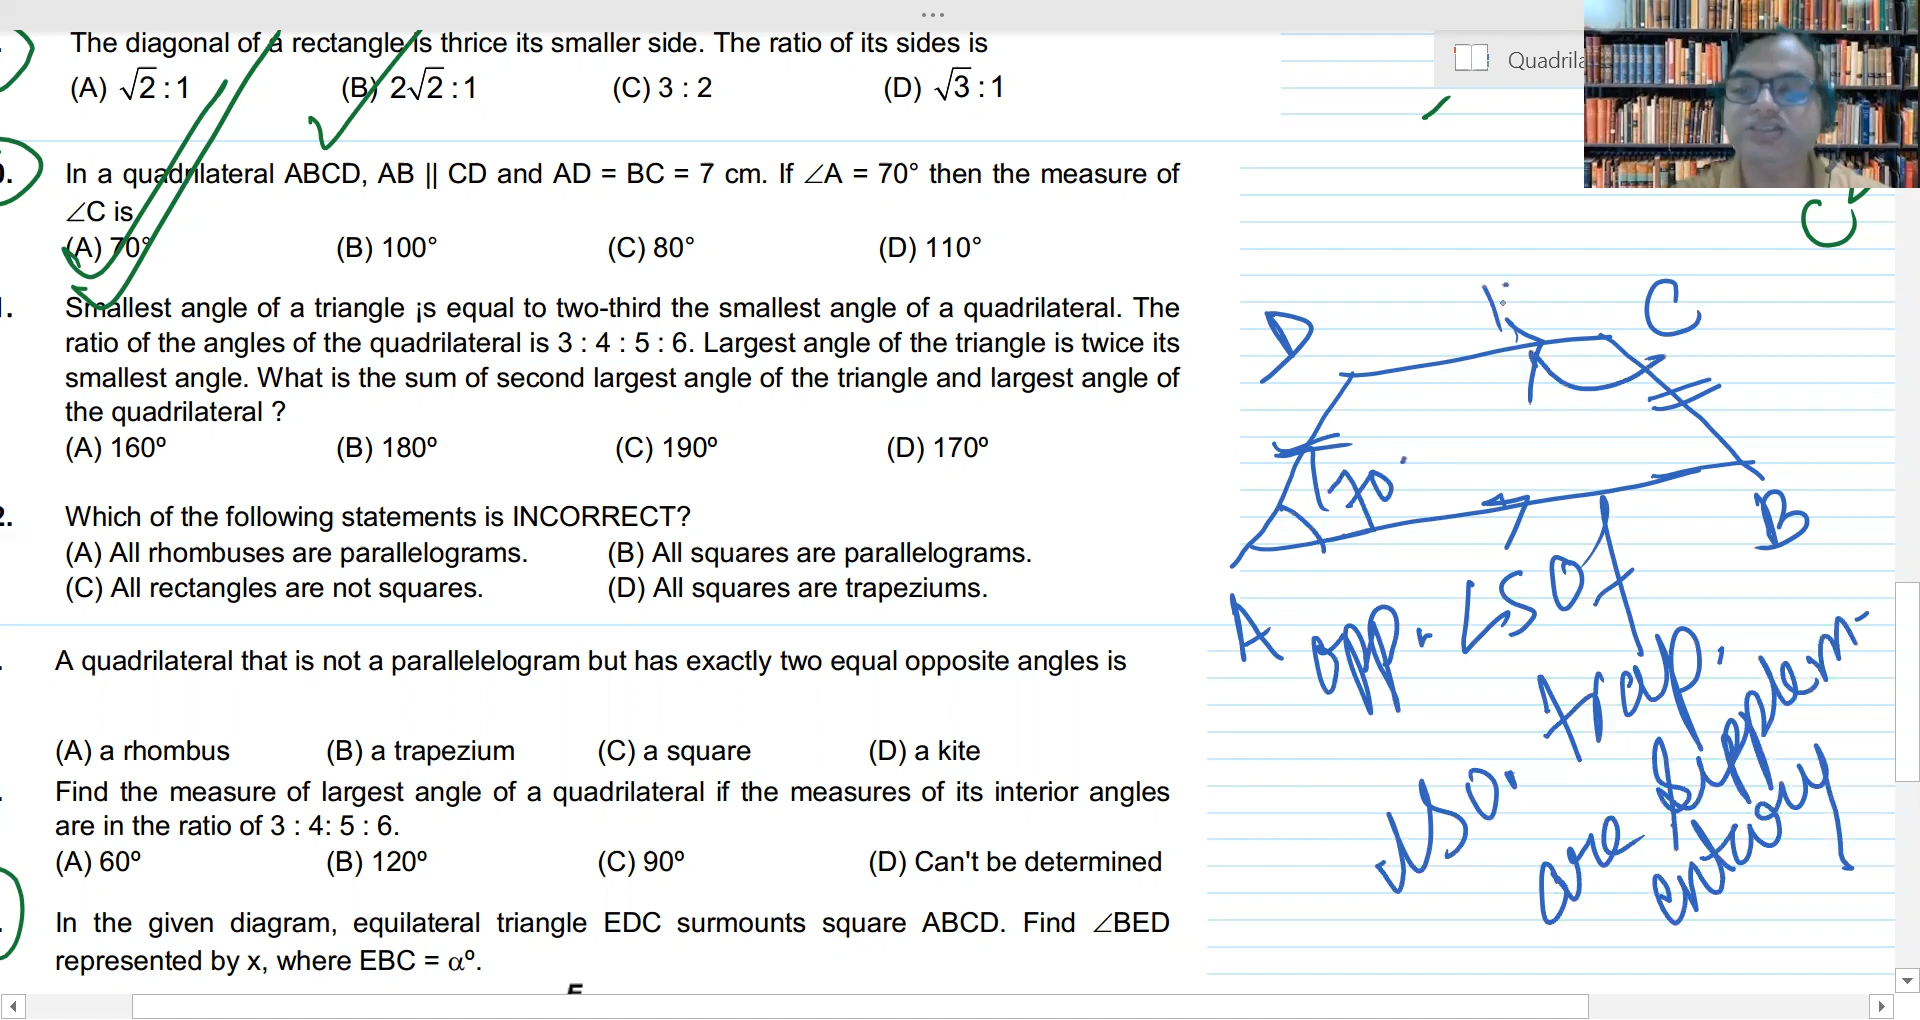 The diagonal of a rectangle is thrice its smaller side. The ratio of its sides is
(A) √2 : 1 (B) 2√2 : 1 (C) 3 : 2 (D) √3 : 1
Quadrila
In a quadrilateral ABCD, AB || CD and AD = BC = 7 cm. If ∠A = 70° then the measure of
∠C is
(A) 70° (B) 100° (C) 80° (D) 110°
Smallest angle of a triangle is equal to two-third the smallest angle of a quadrilateral. The
ratio of the angles of the quadrilateral is 3 : 4 : 5 : 6. Largest angle of the triangle is twice its
smallest angle. What is the sum of second largest angle of the triangle and largest angle of
the quadrilateral ?
(A) 160º (B) 180º (C) 190º (D) 170º
Which of the following statements is INCORRECT?
(A) All rhombuses are parallelograms. (B) All squares are parallelograms.
(C) All rectangles are not squares. (D) All squares are trapeziums.
A quadrilateral that is not a parallelelogram but has exactly two equal opposite angles is
(A) a rhombus (B) a trapezium (C) a square (D) a kite
Find the measure of largest angle of a quadrilateral if the measures of its interior angles
are in the ratio of 3 : 4: 5 : 6.
(A) 60º (B) 120º (C) 90º (D) Can't be determined
In the given diagram, equilateral triangle EDC surmounts square ABCD. Find ∠BED
represented by x, where EBC = αº.
E
C
D
C
70°
B
A
opp. ∠s of
trap.
are supplem-
entary